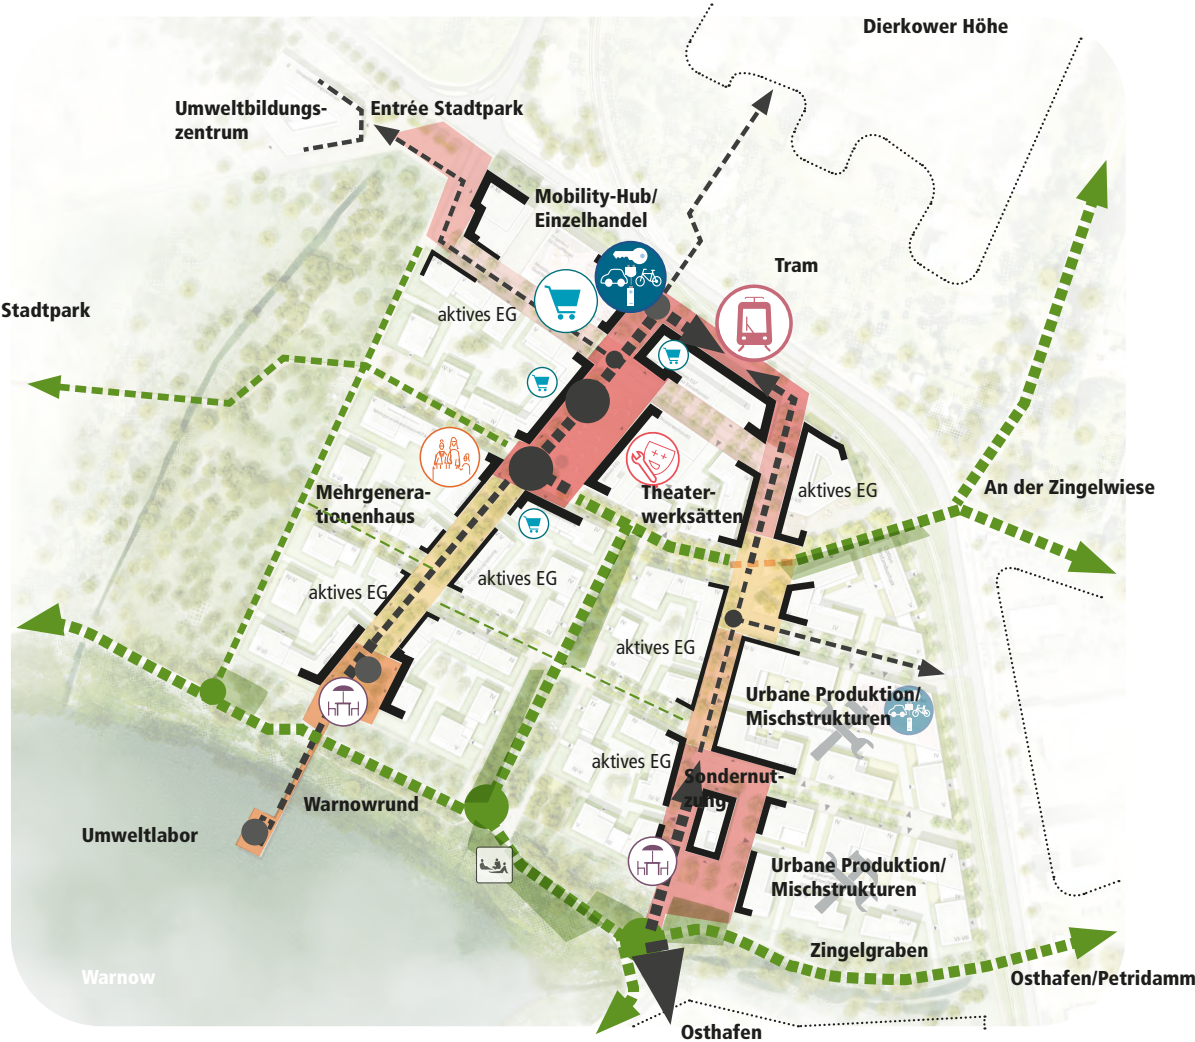 Dierkower Höhe
Umweltbildungs-
zentrum
Entrée Stadtpark
Mobility-Hub/
Einzelhandel
Tram
Stadtpark
aktives EG
An der Zingelwiese
aktives EG
Mehrgenera-
tionenhaus
Theater-
werksätten
aktives EG
aktives EG
aktives EG
Urbane Produktion/
Mischstrukturen
aktives EG
Sondernut-
zung
Warnowrund
Umweltlabor
Urbane Produktion/
Mischstrukturen
Zingelgraben
Warnow
Osthafen/Petridamm
Osthafen